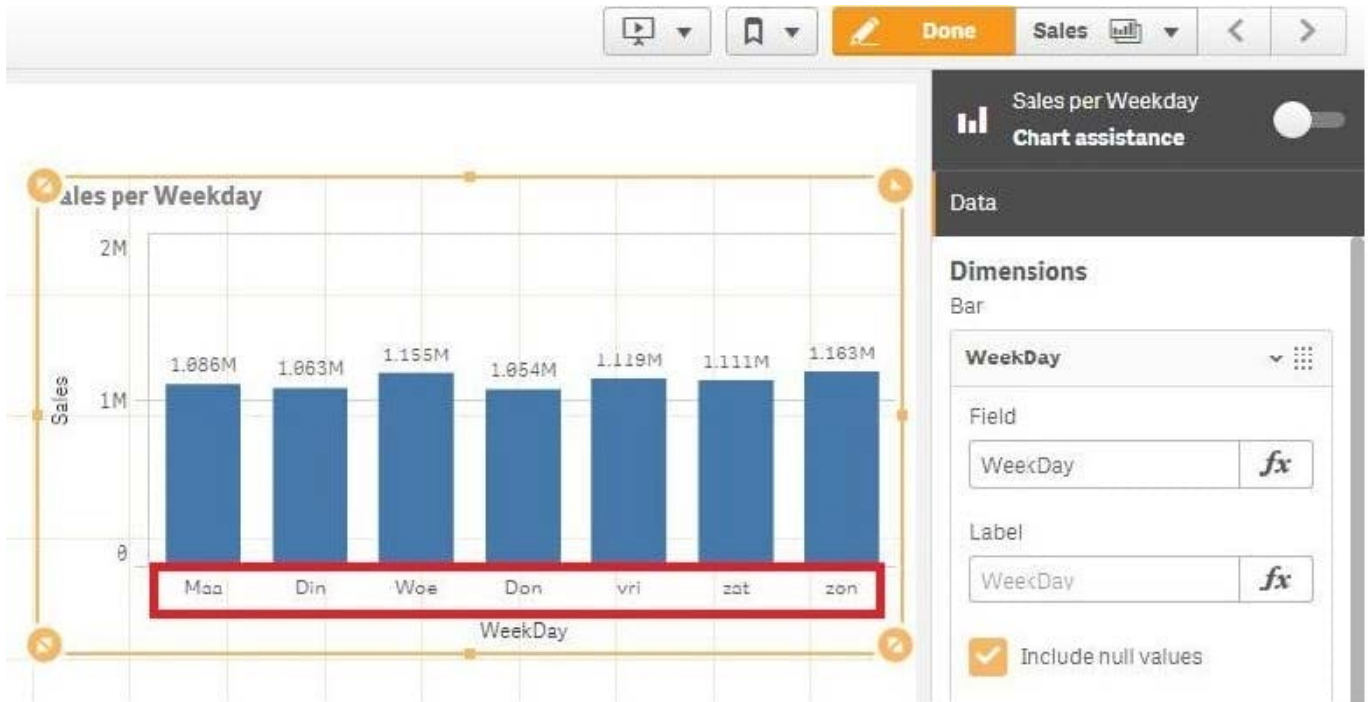 Done
Sales
Sales per Weekday
Chart assistance
Data
ales per Weekday
2M
1.086M 1.063M 1.155M 1.054M 1.119M 1.111M 1.163M
Sales
1M
0
Maa Din Woe Don vri zat zon
WeekDay
Dimensions
Bar
WeekDay
Field
WeekDay
fx
Label
WeekDay
fx
Include null values